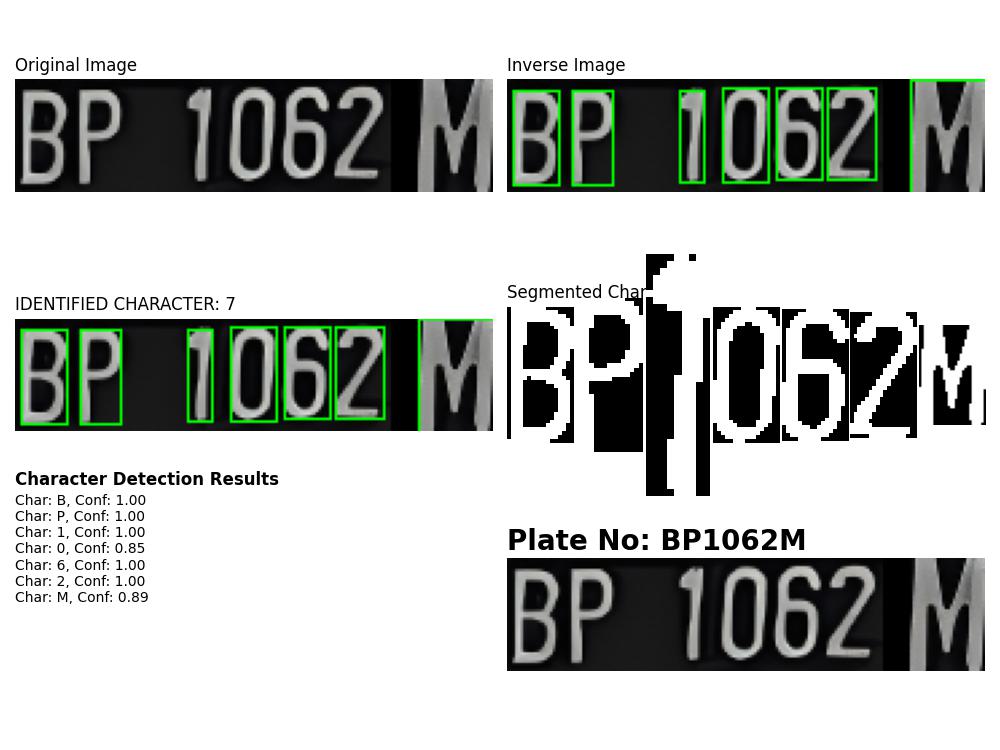 Original Image
BP 1062 M
Inverse Image
BP 1062 M
IDENTIFIED CHARACTER: 7
BP 1062 M
Segmented Char
BP1062M
Character Detection Results
Char: B, Conf: 1.00
Char: P, Conf: 1.00
Char: 1, Conf: 1.00
Char: 0, Conf: 0.85
Char: 6, Conf: 1.00
Char: 2, Conf: 1.00
Char: M, Conf: 0.89
Plate No: BP1062M
BP 1062 M